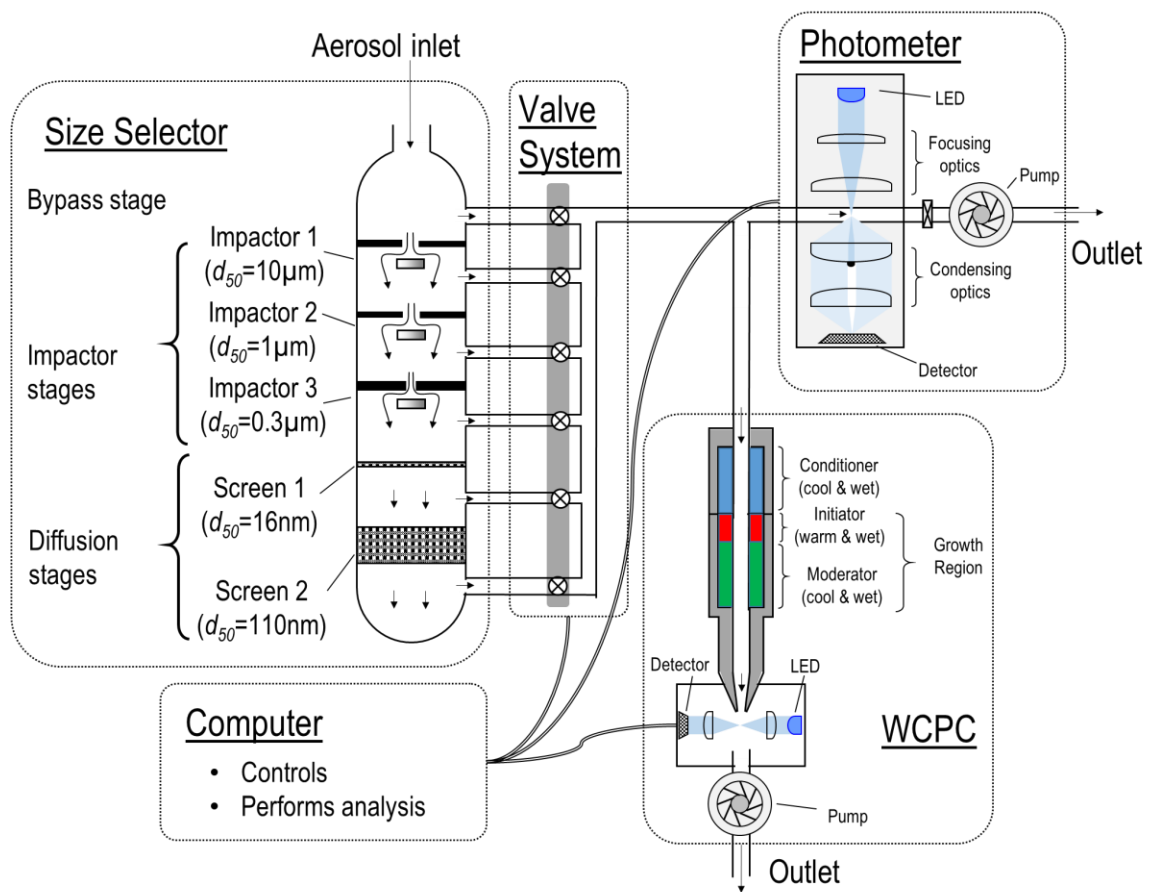 Aerosol inlet
Size Selector
Bypass stage
Impactor 1
(d50=10µm)
Impactor 2
(d50=1µm)
Impactor 3
(d50=0.3µm)
Impactor
stages
Screen 1
(d50=16nm)
Diffusion
stages
Screen 2
(d50=110nm)
Valve
System
Photometer
LED
Focusing
optics
Pump
Outlet
Condensing
optics
Detector
Conditioner
(cool & wet)
Initiator
(warm & wet)
Growth
Region
Moderator
(cool & wet)
Detector
LED
WCPC
Pump
Outlet
Computer
• Controls
• Performs analysis